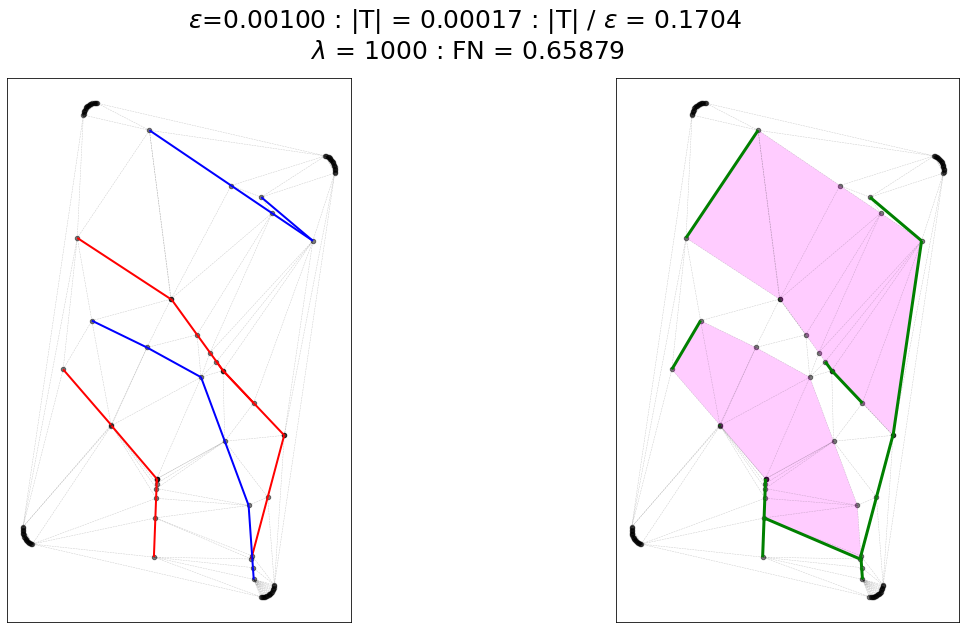 ε=0.00100 : |T| = 0.00017 : |T| / ε = 0.1704
λ = 1000 : FN = 0.65879